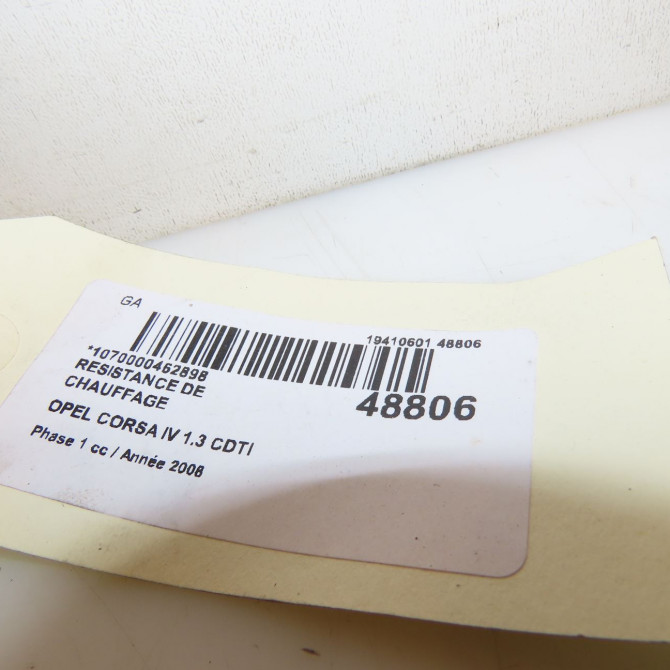 GA
19410601 48806
*1070000462898
RESISTANCE DE
CHAUFFAGE
48806
OPEL CORSA IV 1.3 CDTI
Phase 1 cc / Année 2008